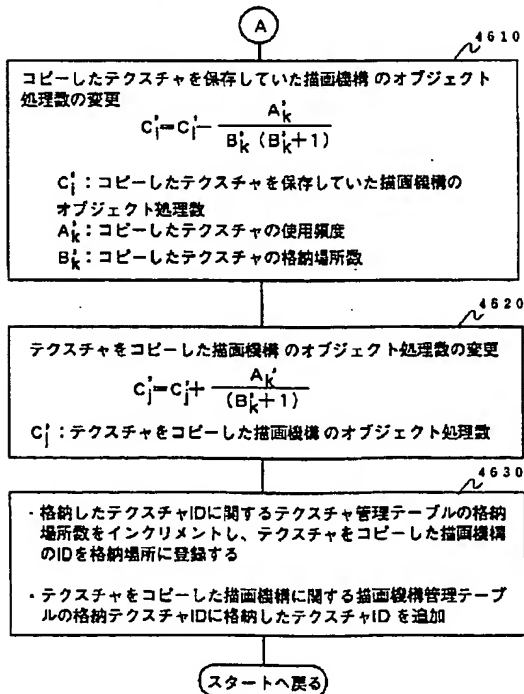 A
4610
コピーしたテクスチャを保存していた描画機構 のオブジェクト
処理数の変更
C'i=C'i− A'k / B'k (B'k+1)
C'i：コピーしたテクスチャを保存していた描画機構の
オブジェクト処理数
A'k：コピーしたテクスチャの使用頻度
B'k：コピーしたテクスチャの格納場所数
4620
テクスチャをコピーした描画機構 のオブジェクト処理数の変更
C'j=C'j+ Ak' / (B'k+1)
C'j：テクスチャをコピーした描画機構 のオブジェクト処理数
4630
・格納したテクスチャIDに関するテクスチャ管理テーブルの格納
場所数をインクリメントし、テクスチャをコピーした描画機構
のIDを格納場所に登録する
・テクスチャをコピーした描画機構に関する描画機構管理テー
ブルの格納テクスチャIDに格納したテクスチャID を追加
スタートへ戻る